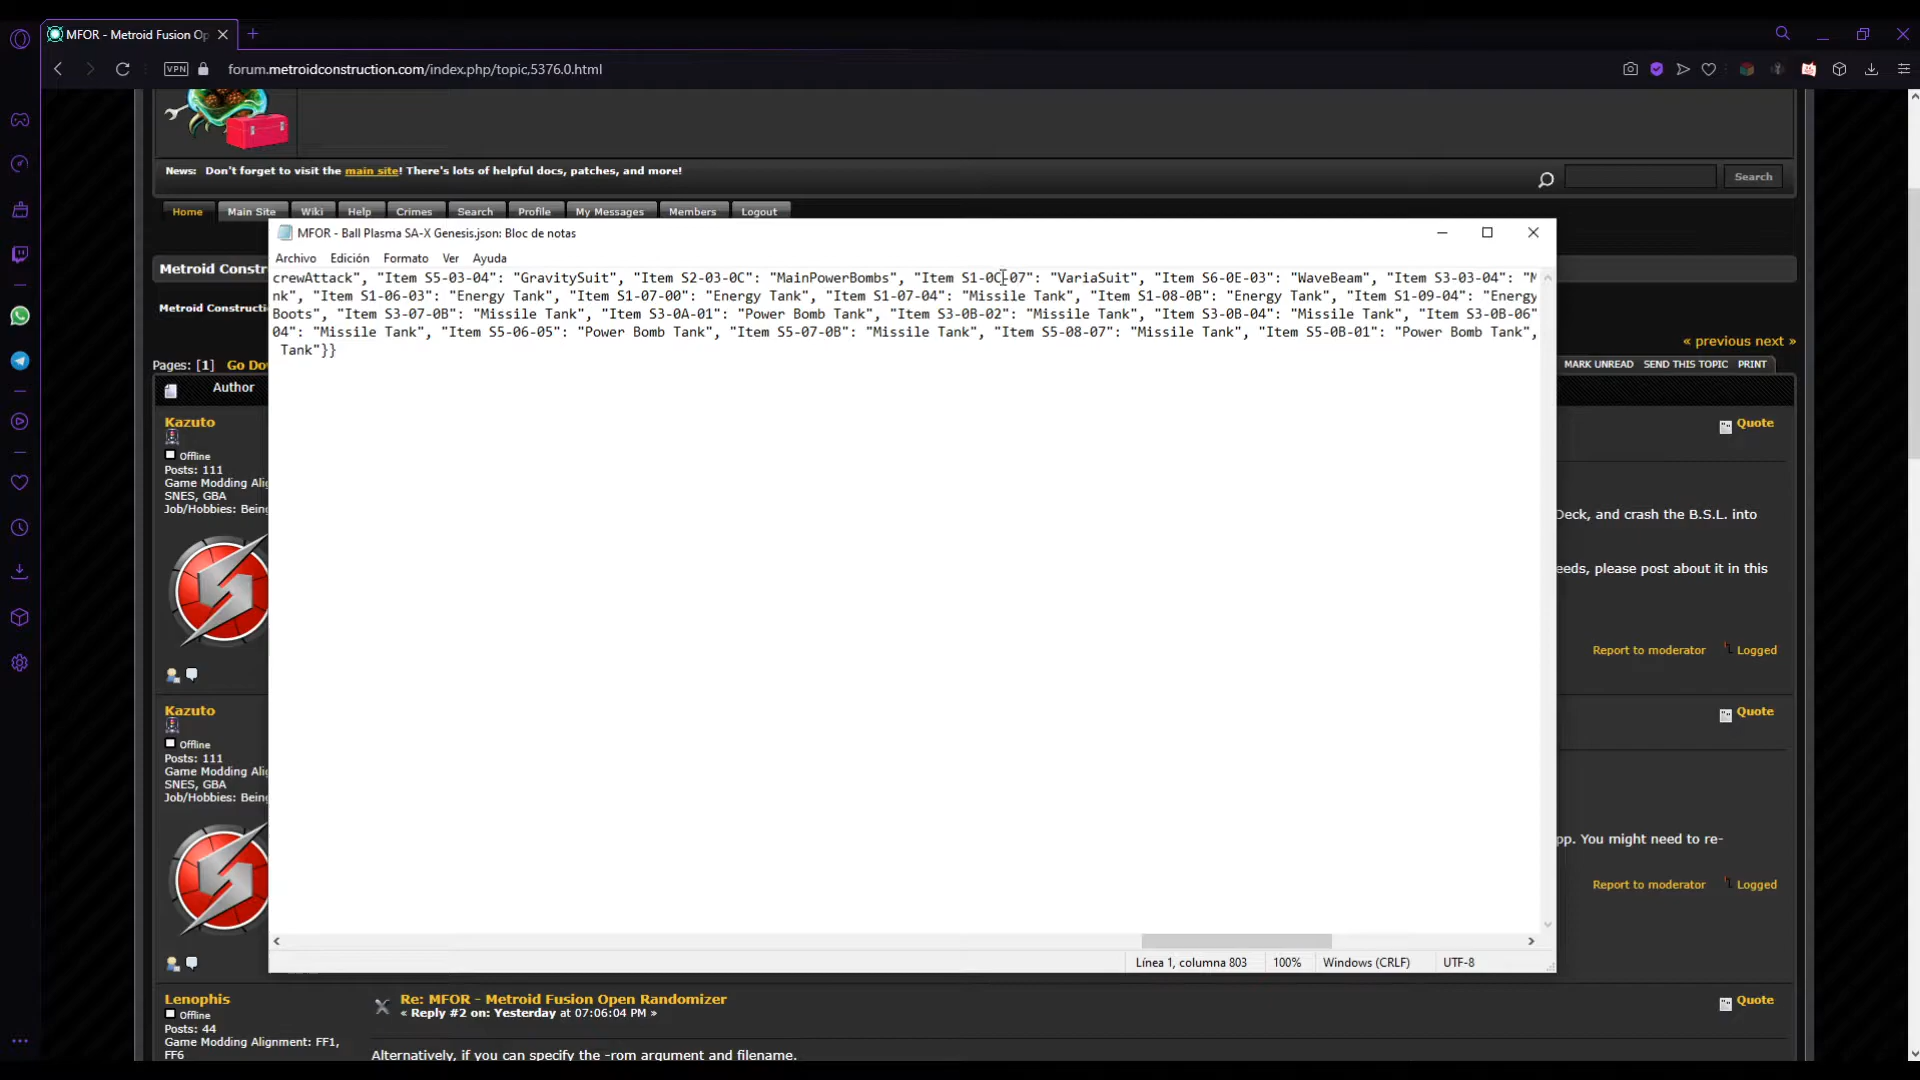 MFOR - Metroid Fusion Op
VPN
forum.metroidconstruction.com/index.php/topic,5376.0.html
News: Don't forget to visit the main site! There's lots of helpful docs, patches, and more!
Search
Home Main Site Wiki Help Crimes Search Profile My Messages Members Logout
MFOR - Ball Plasma SA-X Genesis.json: Bloc de notas
Archivo Edición Formato Ver Ayuda
crewAttack", "Item S5-03-04": "GravitySuit", "Item S2-03-0C": "MainPowerBombs", "Item S1-0C-07": "VariaSuit", "Item S6-0E-03": "WaveBeam", "Item S3-03-04": "M
nk", "Item S1-06-03": "Energy Tank", "Item S1-07-00": "Energy Tank", "Item S1-07-04": "Missile Tank", "Item S1-08-0B": "Energy Tank", "Item S1-09-04": "Energy
Boots", "Item S3-07-0B": "Missile Tank", "Item S3-0A-01": "Power Bomb Tank", "Item S3-0B-02": "Missile Tank", "Item S3-0B-04": "Missile Tank", "Item S3-0B-06"
04": "Missile Tank", "Item S5-06-05": "Power Bomb Tank", "Item S5-07-0B": "Missile Tank", "Item S5-08-07": "Missile Tank", "Item S5-0B-01": "Power Bomb Tank",
Tank"}}
Línea 1, columna 803 100% Windows (CRLF) UTF-8
Metroid Constr
Metroid Constructi
« previous next »
Pages: [1] Go Do
MARK UNREAD SEND THIS TOPIC PRINT
Author
Kazuto
Offline
Posts: 111
Game Modding Alig
SNES, GBA
Job/Hobbies: Being
Quote
Deck, and crash the B.S.L. into
eeds, please post about it in this
Report to moderator Logged
Kazuto
Offline
Posts: 111
Game Modding Alig
SNES, GBA
Job/Hobbies: Being
Quote
pp. You might need to re-
Report to moderator Logged
Lenophis
Offline
Posts: 44
Game Modding Alignment: FF1,
FF6
Re: MFOR - Metroid Fusion Open Randomizer
« Reply #2 on: Yesterday at 07:06:04 PM »
Quote
Alternatively, if you can specify the -rom argument and filename.